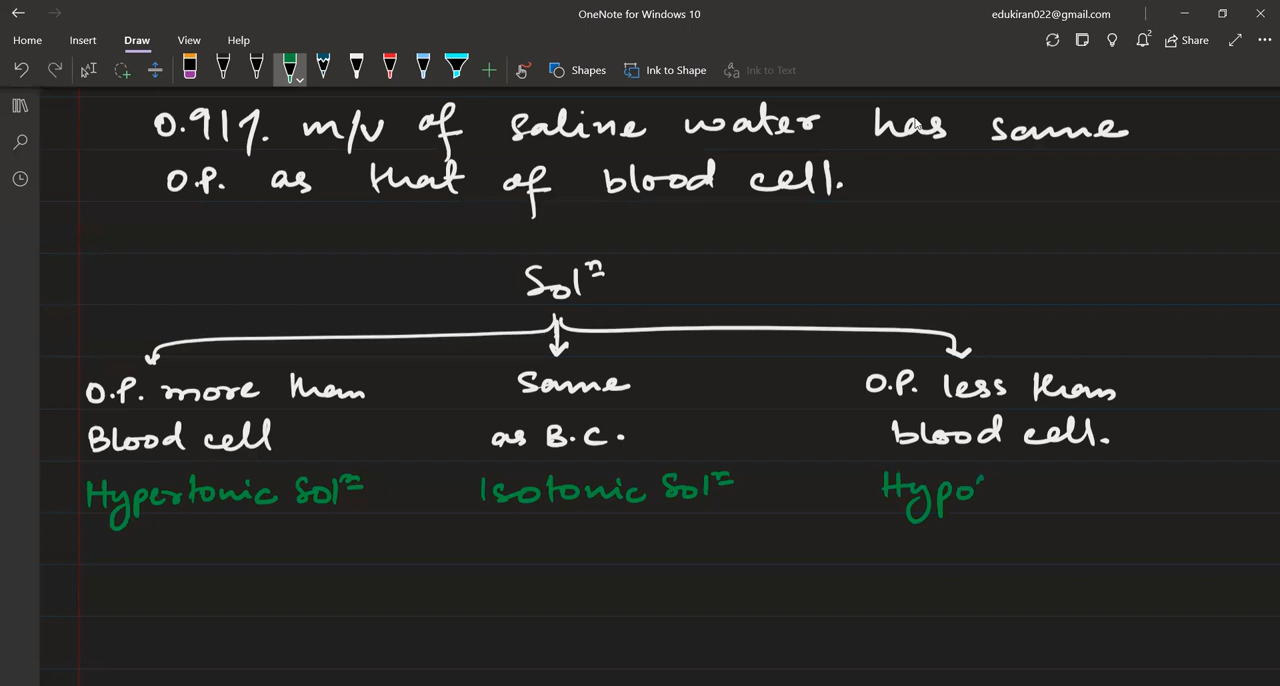 OneNote for Windows 10
edukiran022@gmail.com
Home Insert Draw View Help
Share
Shapes Ink to Shape Ink to Text
0.91% m/v of saline water has same
O.P. as that of blood cell.
Solⁿ
O.P. more than Blood cell
Same as B.C.
O.P. less than blood cell.
Hypertonic Solⁿ
Isotonic Solⁿ
Hypo